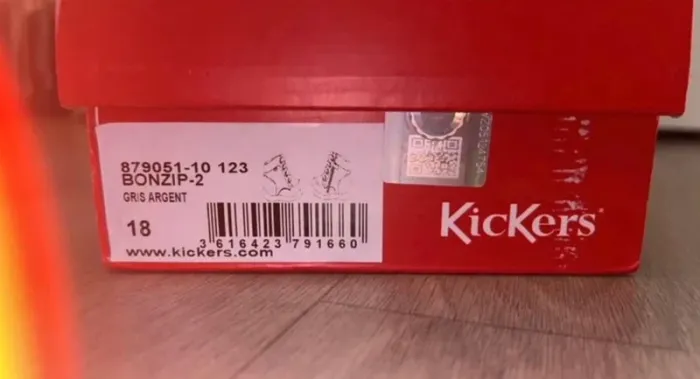 879051-10 123
BONZIP-2
GRIS ARGENT
18
3 616423 791660
www.kickers.com
KicKers